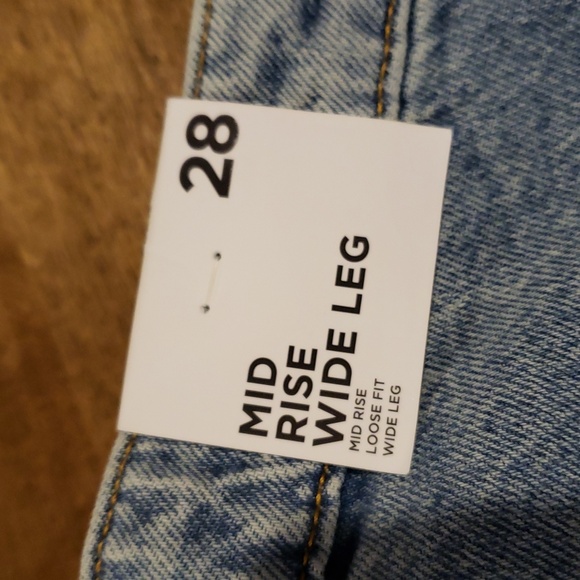 28
MID
RISE
WIDE LEG
MID RISE
LOOSE FIT
WIDE LEG